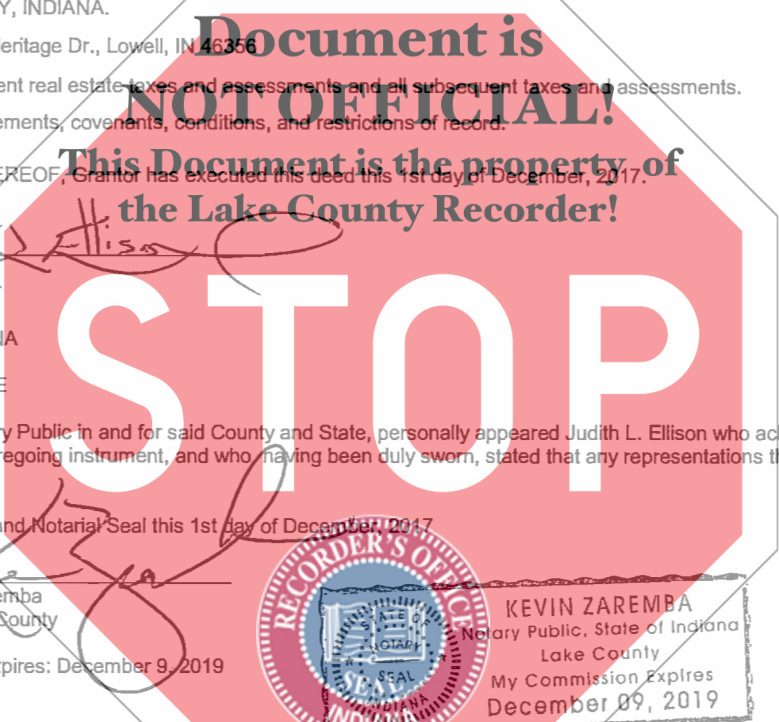 Y, INDIANA.
eritage Dr., Lowell, IN 46356
Document is
ent real estate taxes and assessments and all subsequent taxes and assessments.
NOT OFFICIAL!
ements, covenants, conditions, and restrictions of record.
This Document is the property of
EREOF, Grantor has executed this deed this 1st day of December, 2017.
the Lake County Recorder!
Ellison
STOP
NA
E
y Public in and for said County and State, personally appeared Judith L. Ellison who ac
regoing instrument, and who having been duly sworn, stated that any representations th
and Notarial Seal this 1st day of December, 2017
RECORDER'S OFFICE
SEAL
INDIANA
STATE OF
NOTARY
SEAL
INDIANA
emba
County
KEVIN ZAREMBA
Notary Public, State of Indiana
Lake County
My Commission Expires
December 09, 2019
pires: December 9, 2019